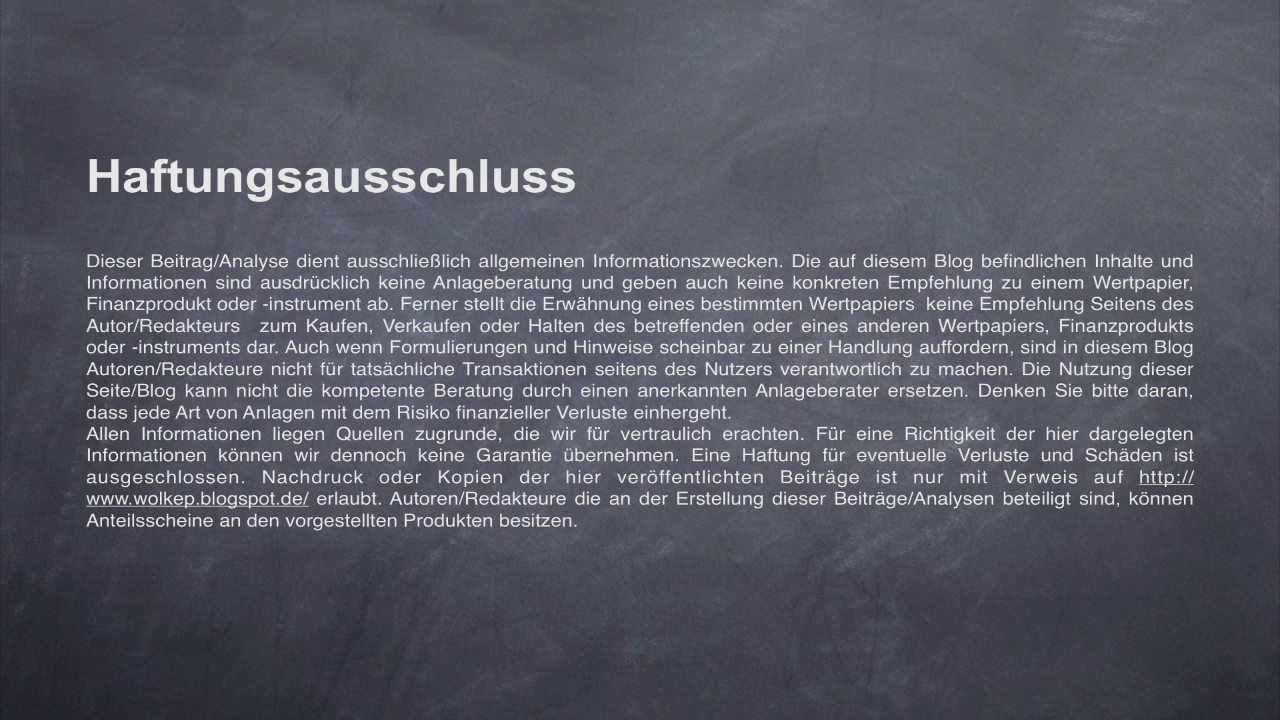 Haftungsausschluss
Dieser Beitrag/Analyse dient ausschließlich allgemeinen Informationszwecken. Die auf diesem Blog befindlichen Inhalte und
Informationen sind ausdrücklich keine Anlageberatung und geben auch keine konkreten Empfehlung zu einem Wertpapier,
Finanzprodukt oder -instrument ab. Ferner stellt die Erwähnung eines bestimmten Wertpapiers  keine Empfehlung Seitens des
Autor/Redakteurs  zum Kaufen, Verkaufen oder Halten des betreffenden oder eines anderen Wertpapiers, Finanzprodukts
oder -instruments dar. Auch wenn Formulierungen und Hinweise scheinbar zu einer Handlung auffordern, sind in diesem Blog
Autoren/Redakteure nicht für tatsächliche Transaktionen seitens des Nutzers verantwortlich zu machen. Die Nutzung dieser
Seite/Blog kann nicht die kompetente Beratung durch einen anerkannten Anlageberater ersetzen. Denken Sie bitte daran,
dass jede Art von Anlagen mit dem Risiko finanzieller Verluste einhergeht.
Allen Informationen liegen Quellen zugrunde, die wir für vertraulich erachten. Für eine Richtigkeit der hier dargelegten
Informationen können wir dennoch keine Garantie übernehmen. Eine Haftung für eventuelle Verluste und Schäden ist
ausgeschlossen. Nachdruck oder Kopien der hier veröffentlichten Beiträge ist nur mit Verweis auf http://
www.wolkep.blogspot.de/ erlaubt. Autoren/Redakteure die an der Erstellung dieser Beiträge/Analysen beteiligt sind, können
Anteilsscheine an den vorgestellten Produkten besitzen.